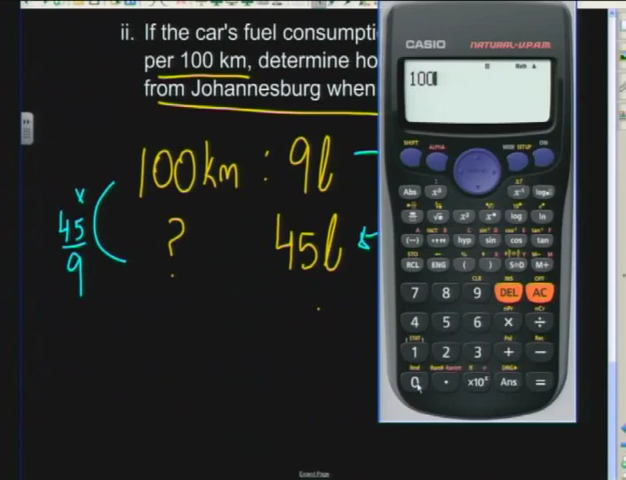 ii. If the car's fuel consumpti
per 100 km, determine ho
from Johannesburg when
100km : 9l
x
45
9
?
45l
CASIO
NATURAL-V.P.A.M.
100
SHIFT
ALPHA
MODE SETUP
ON
Abs
x³
x⁻¹
√
x²
log
ln
(−)
hyp
sin
cos
tan
RCL
ENG
(
)
S⇔D
M+
7 8 9 DEL AC
4 5 6 × ÷
1 2 3 + −
0 . ×10ˣ Ans =